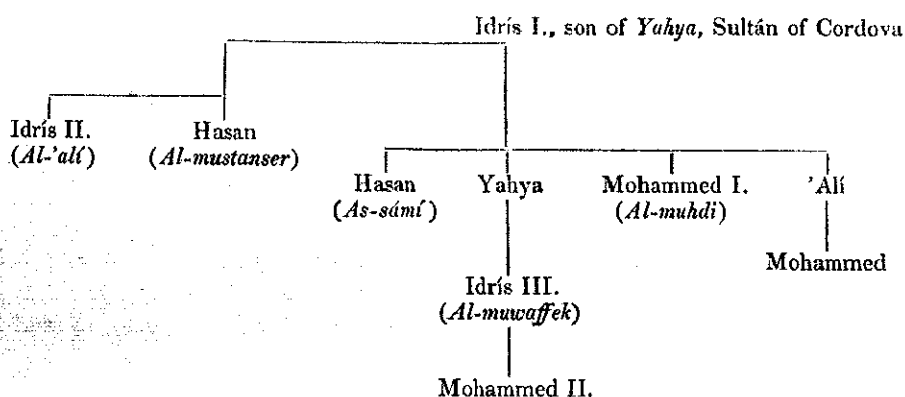 Idrís I., son of Yahya, Sultán of Cordova
Idrís II.
(Al-'alí)
Hasan
(Al-mustanser)
Hasan
(As-sámí)
Yahya
Mohammed I.
(Al-muhdi)
'Alí
Mohammed
Idrís III.
(Al-muwaffek)
Mohammed II.